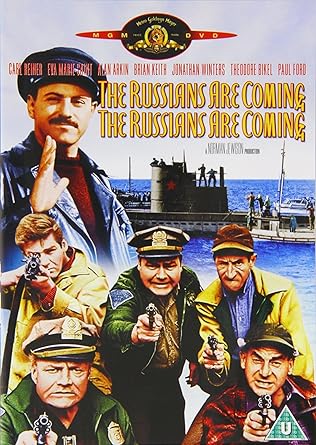 Metro Goldwyn Mayer
MGM DVD
CARL REINER EVA MARIE SAINT ALAN ARKIN BRIAN KEITH JONATHAN WINTERS THEODORE BIKEL PAUL FORD
THE RUSSIANS ARE COMING
THE RUSSIANS ARE COMING
A NORMAN JEWISON PRODUCTION
U